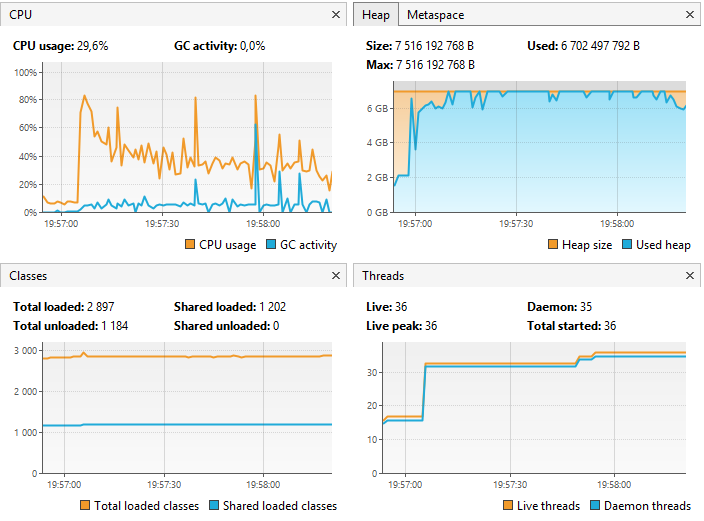 CPU
CPU usage: 29,6%
GC activity: 0,0%
100%
80%
60%
40%
20%
0%
19:57:00
19:57:30
19:58:00
CPU usage
GC activity
Heap
Metaspace
Size: 7 516 192 768 B
Used: 6 702 497 792 B
Max: 7 516 192 768 B
6 GB
4 GB
2 GB
0 GB
19:57:00
19:57:30
19:58:00
Heap size
Used heap
Classes
Total loaded: 2 897
Shared loaded: 1 202
Total unloaded: 1 184
Shared unloaded: 0
3 000
2 000
1 000
0
19:57:00
19:57:30
19:58:00
Total loaded classes
Shared loaded classes
Threads
Live: 36
Daemon: 35
Live peak: 36
Total started: 36
30
20
10
0
19:57:00
19:57:30
19:58:00
Live threads
Daemon threads